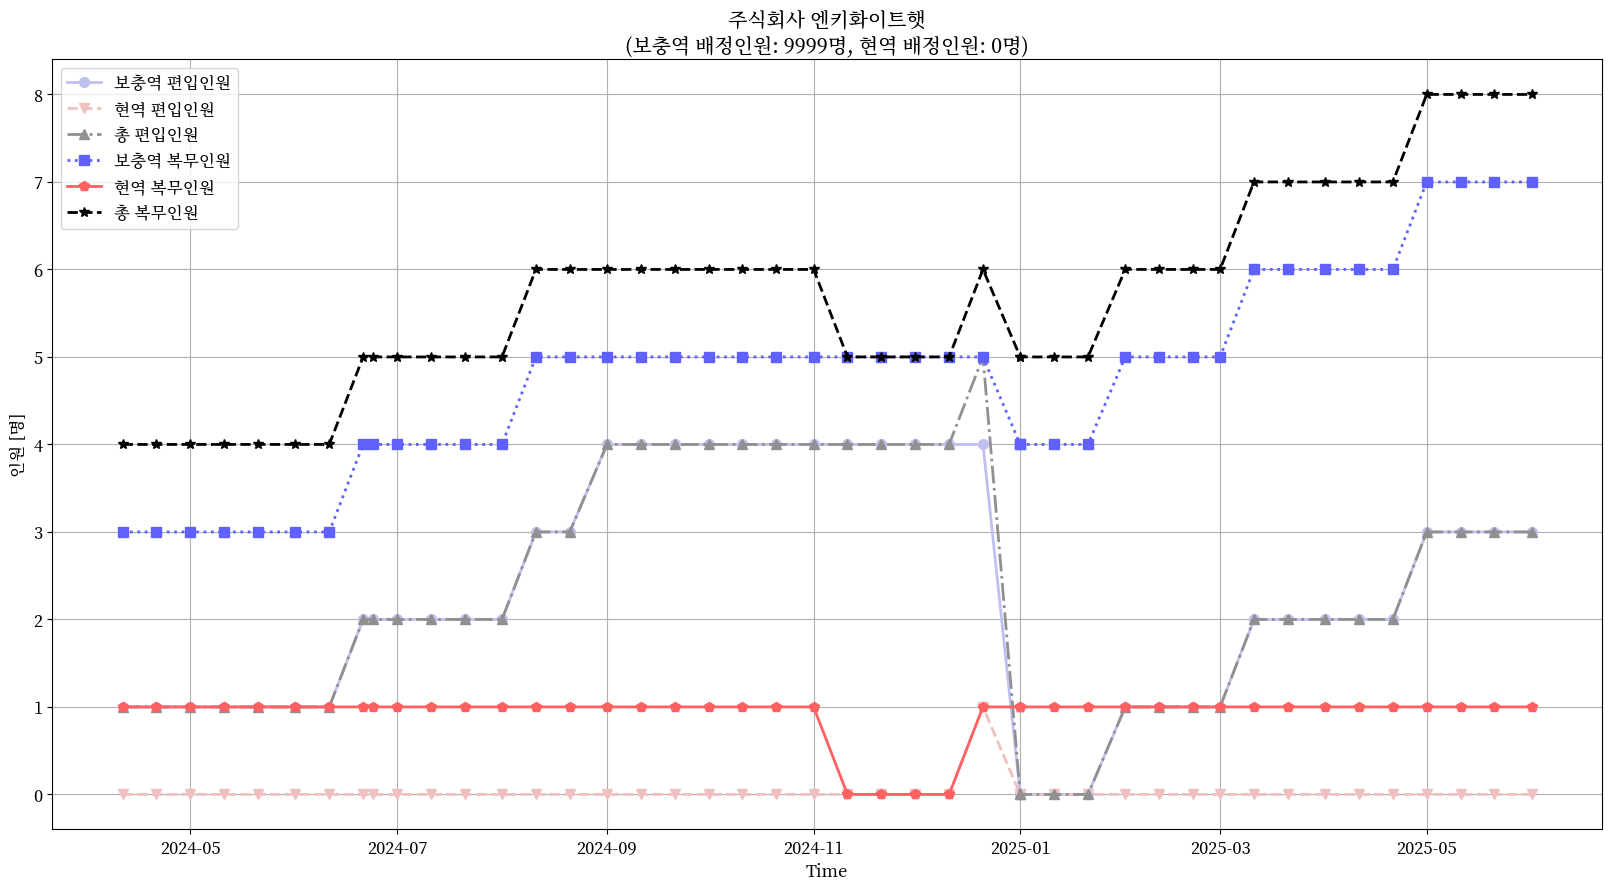 주식회사 엔키화이트햇
(보충역 배정인원: 9999명, 현역 배정인원: 0명)
보충역 편입인원
현역 편입인원
총 편입인원
보충역 복무인원
현역 복무인원
총 복무인원
인원 [명]
8
7
6
5
4
3
2
1
0
2024-05
2024-07
2024-09
2024-11
2025-01
2025-03
2025-05
Time